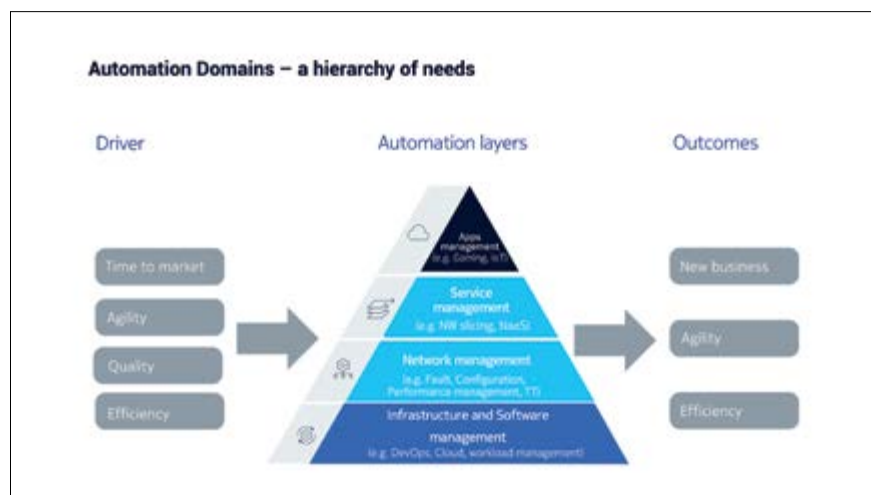 Automation Domains – a hierarchy of needs
Driver
Automation layers
Outcomes
Time to market
Agility
Quality
Efficiency
Apps
management
(e.g. Gaming, IoT)
Service
management
(e.g. NW slicing, NaaS)
Network management
(e.g. Fault, Configuration,
Performance management, TT)
Infrastructure and Software
management
(e.g. DevOps, Cloud, workload management)
New business
Agility
Efficiency